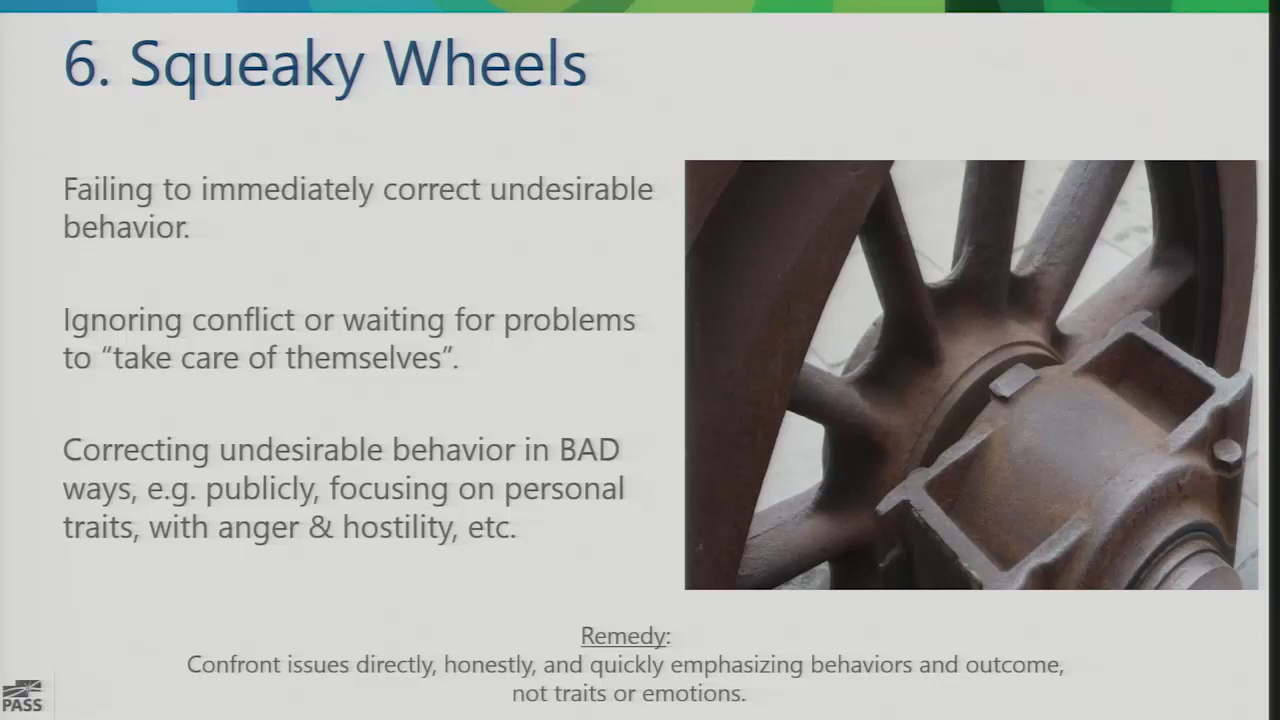 6. Squeaky Wheels
Failing to immediately correct undesirable
behavior.
Ignoring conflict or waiting for problems
to “take care of themselves”.
Correcting undesirable behavior in BAD
ways, e.g. publicly, focusing on personal
traits, with anger & hostility, etc.
Remedy:
Confront issues directly, honestly, and quickly emphasizing behaviors and outcome,
not traits or emotions.
PASS